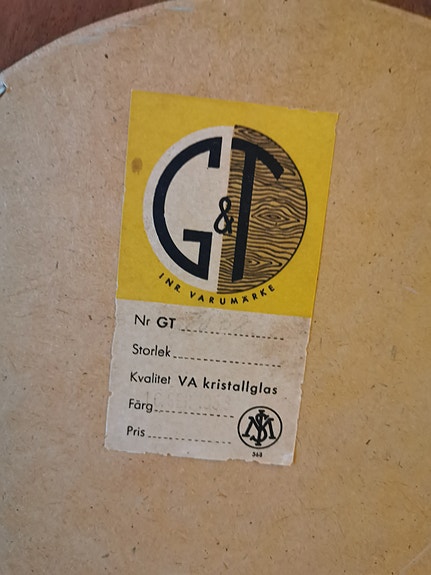 G&T
INR. VARUMÄRKE
Nr GT
Storlek
Kvalitet VA kristallglas
Färg
Pris